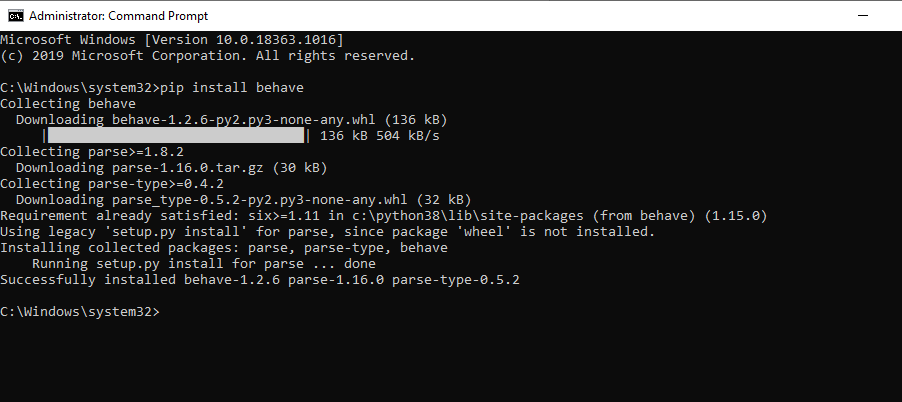 Administrator: Command Prompt
Microsoft Windows [Version 10.0.18363.1016]
(c) 2019 Microsoft Corporation. All rights reserved.
C:\Windows\system32>pip install behave
Collecting behave
Downloading behave-1.2.6-py2.py3-none-any.whl (136 kB)
|████████████████████████████████| 136 kB 504 kB/s
Collecting parse>=1.8.2
Downloading parse-1.16.0.tar.gz (30 kB)
Collecting parse-type>=0.4.2
Downloading parse_type-0.5.2-py2.py3-none-any.whl (32 kB)
Requirement already satisfied: six>=1.11 in c:\python38\lib\site-packages (from behave) (1.15.0)
Using legacy 'setup.py install' for parse, since package 'wheel' is not installed.
Installing collected packages: parse, parse-type, behave
Running setup.py install for parse ... done
Successfully installed behave-1.2.6 parse-1.16.0 parse-type-0.5.2
C:\Windows\system32>